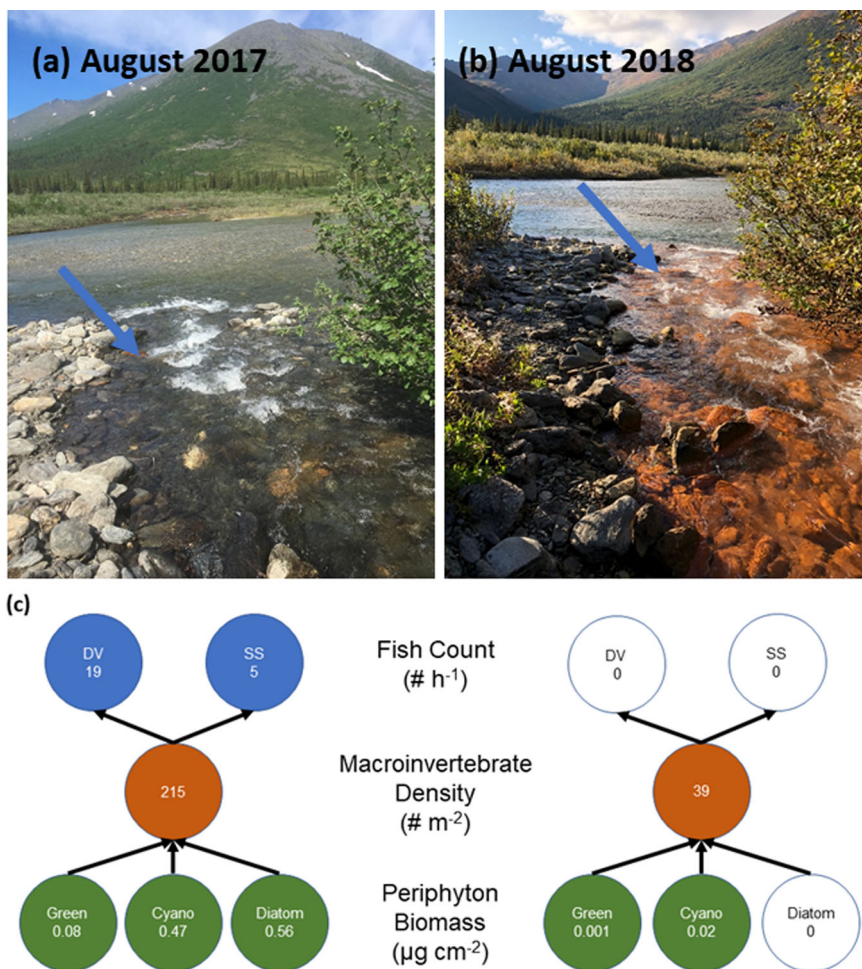 (a) August 2017
(b) August 2018
(c)
DV
19
SS
5
Fish Count
(# h⁻¹)
DV
0
SS
0
215
Macroinvertebrate
Density
(# m⁻²)
39
Green
0.08
Cyano
0.47
Diatom
0.56
Periphyton
Biomass
(µg cm⁻²)
Green
0.001
Cyano
0.02
Diatom
0